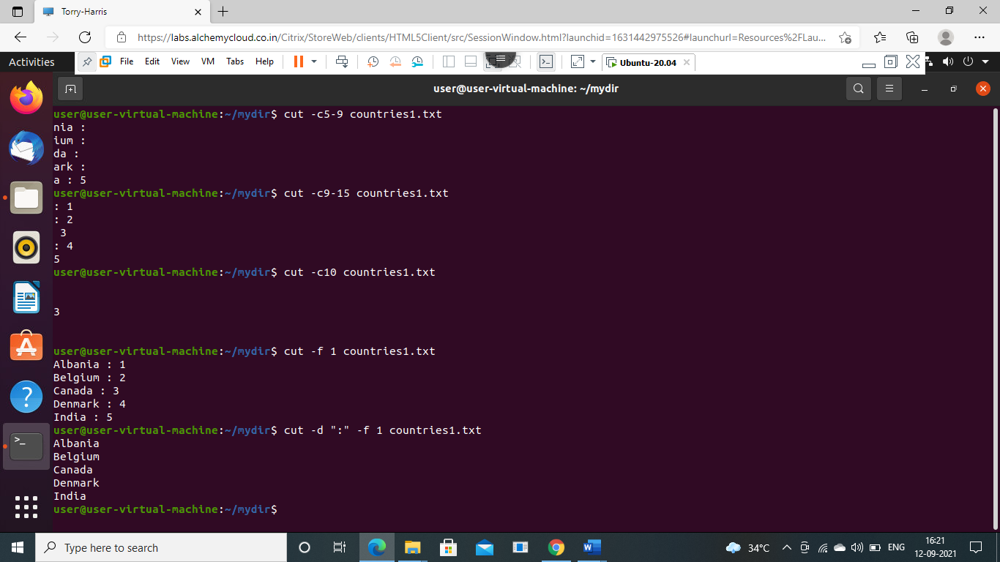 Torry-Harris
https://labs.alchemycloud.co.in/Citrix/StoreWeb/clients/HTML5Client/src/SessionWindow.html?launchid=1631442975526#launchurl=Resources%2FLau...
Activities
File Edit View VM Tabs Help
Ubuntu-20.04
user@user-virtual-machine: ~/mydir
user@user-virtual-machine:~/mydir$ cut -c5-9 countries1.txt
nia :
ium :
da :
ark :
a : 5
user@user-virtual-machine:~/mydir$ cut -c9-15 countries1.txt
: 1
: 2
 3
: 4
5
user@user-virtual-machine:~/mydir$ cut -c10 countries1.txt
3
user@user-virtual-machine:~/mydir$ cut -f 1 countries1.txt
Albania : 1
Belgium : 2
Canada : 3
Denmark : 4
India : 5
user@user-virtual-machine:~/mydir$ cut -d ":" -f 1 countries1.txt
Albania
Belgium
Canada
Denmark
India
user@user-virtual-machine:~/mydir$
Type here to search
34°C
ENG
16:21
12-09-2021